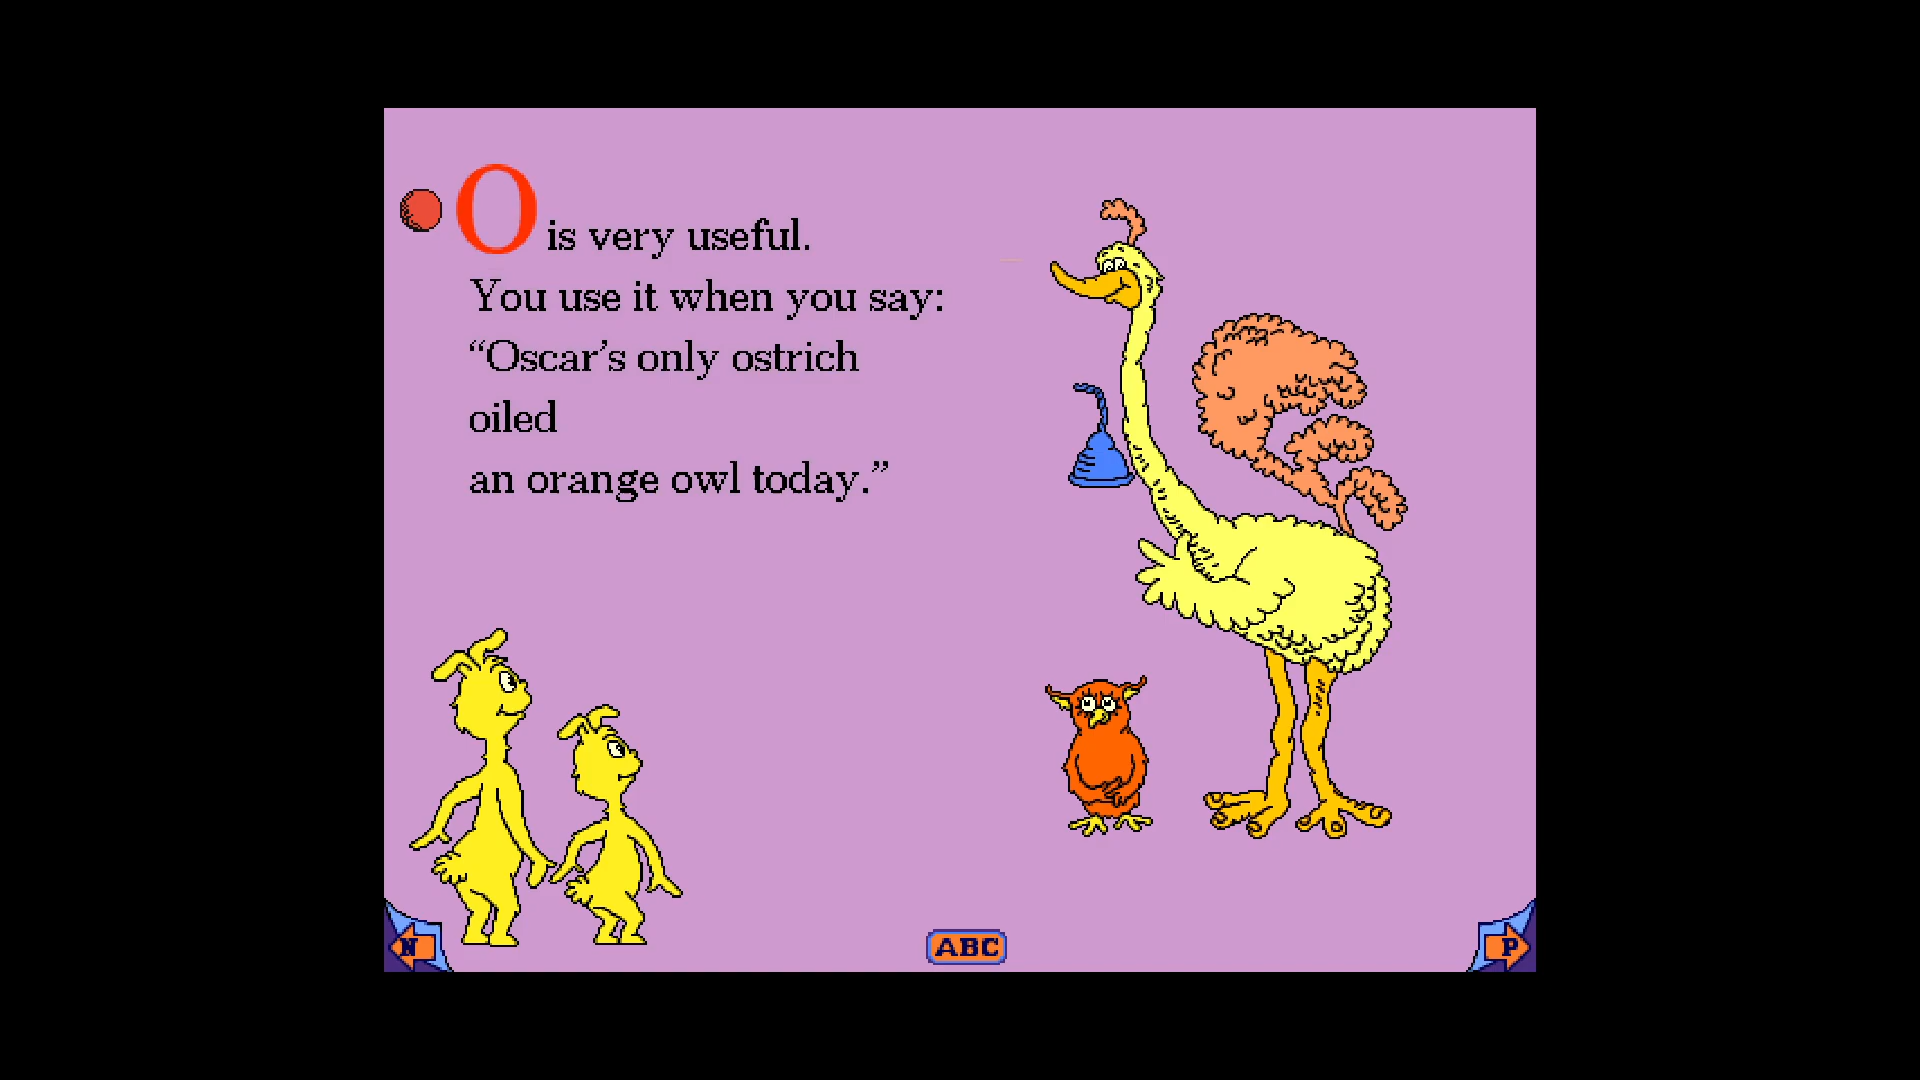 O is very useful.
You use it when you say:
“Oscar’s only ostrich
oiled
an orange owl today.”
N
ABC
P